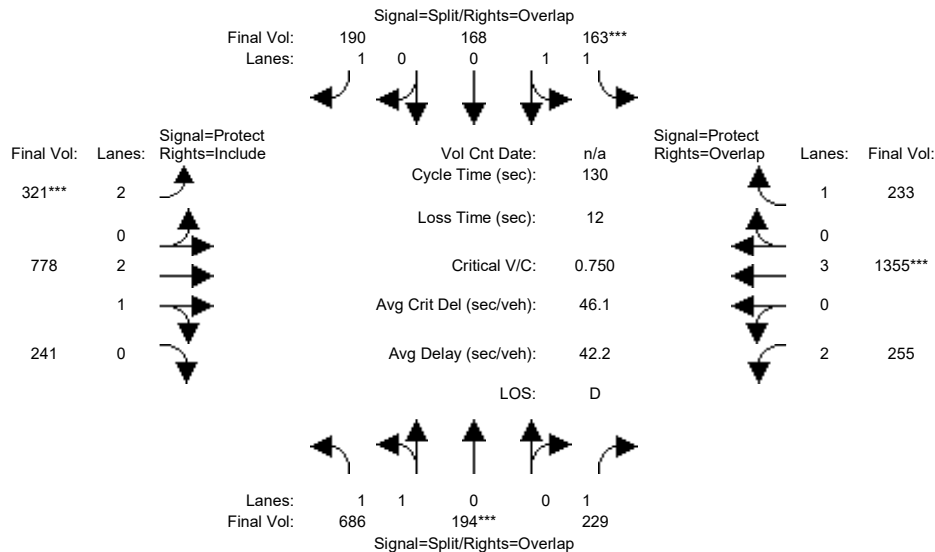 Signal=Split/Rights=Overlap
Final Vol: 190 168 163***
Lanes: 1 0 0 1 1
Signal=Protect Signal=Protect
Final Vol: Lanes: Rights=Include Vol Cnt Date: n/a Rights=Overlap Lanes: Final Vol:
Cycle Time (sec): 130
321*** 2 1 233
Loss Time (sec): 12
0 0
778 2 Critical V/C: 0.750 3 1355***
1 Avg Crit Del (sec/veh): 46.1 0
241 0 Avg Delay (sec/veh): 42.2 2 255
LOS: D
Lanes: 1 1 0 0 1
Final Vol: 686 194*** 229
Signal=Split/Rights=Overlap